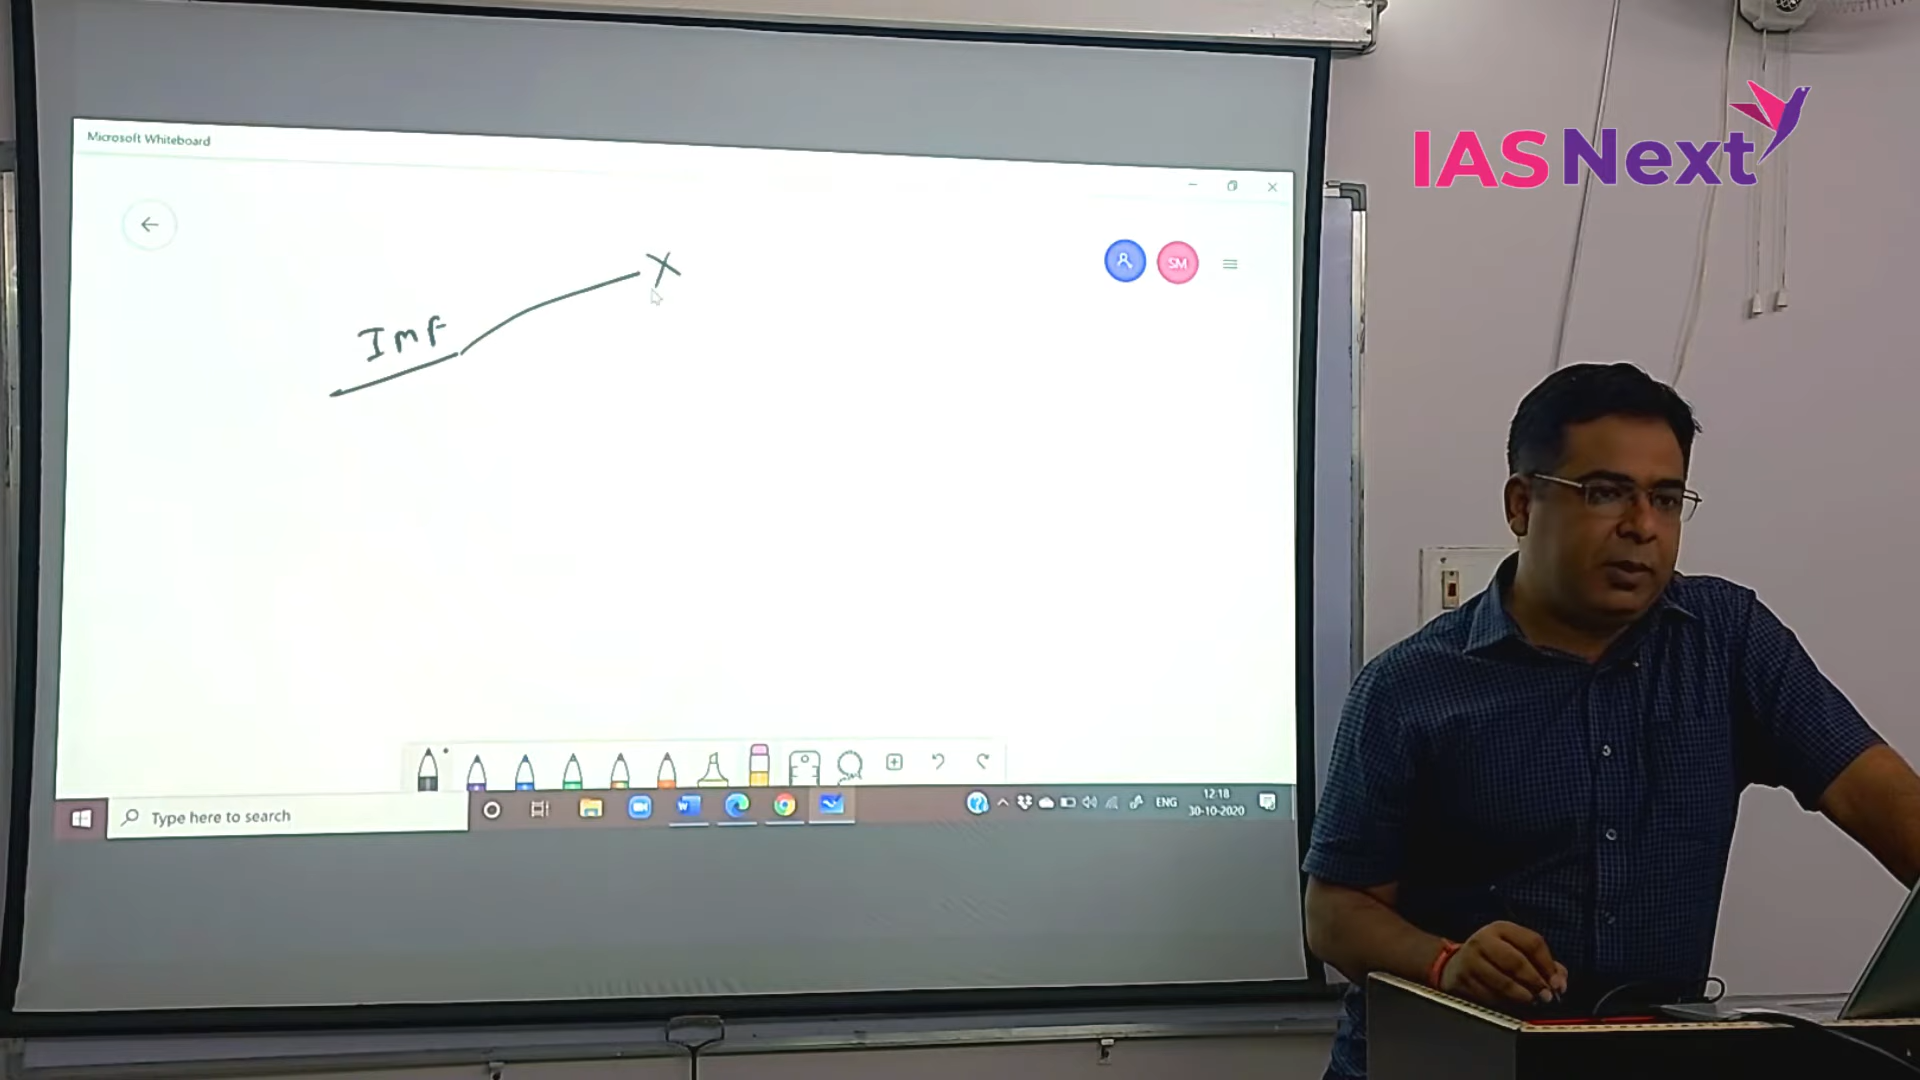 Microsoft Whiteboard
IASNext
SM
X
IMF
Type here to search
ENG
12:18
30-10-2020